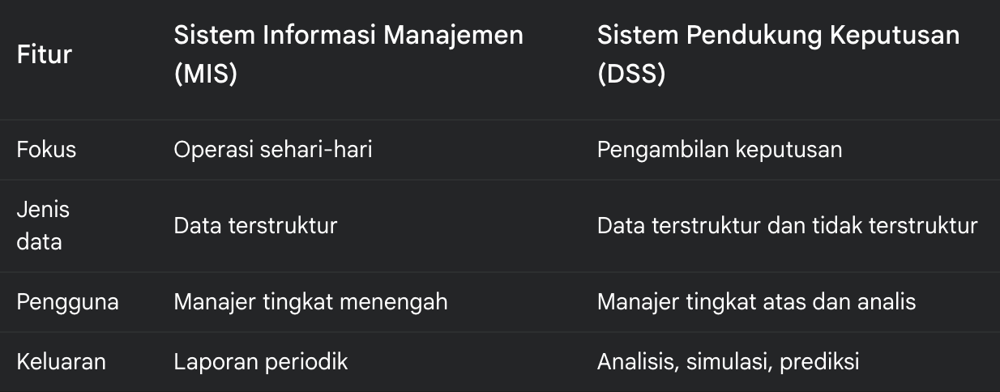 Fitur
Sistem Informasi Manajemen
(MIS)
Sistem Pendukung Keputusan
(DSS)
Fokus
Operasi sehari-hari
Pengambilan keputusan
Jenis
data
Data terstruktur
Data terstruktur dan tidak terstruktur
Pengguna
Manajer tingkat menengah
Manajer tingkat atas dan analis
Keluaran
Laporan periodik
Analisis, simulasi, prediksi